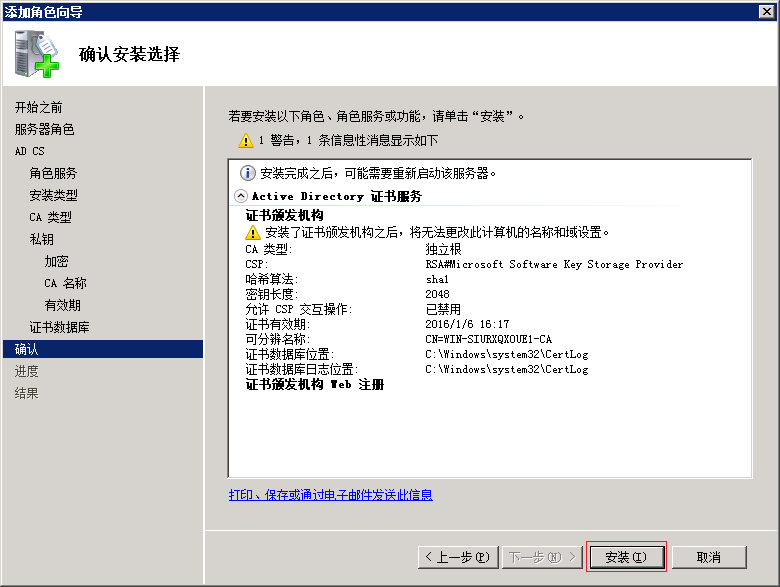 添加角色向导
确认安装选择
开始之前
服务器角色
AD CS
角色服务
安装类型
CA 类型
私钥
加密
CA 名称
有效期
证书数据库
确认
进度
结果
若要安装以下角色、角色服务或功能，请单击“安装”。
1 警告，1 条信息性消息显示如下
安装完成之后，可能需要重新启动该服务器。
Active Directory 证书服务
证书颁发机构
安装了证书颁发机构之后，将无法更改此计算机的名称和域设置。
CA 类型: 独立根
CSP: RSA#Microsoft Software Key Storage Provider
哈希算法: sha1
密钥长度: 2048
允许 CSP 交互操作: 已禁用
证书有效期: 2016/1/6 16:17
可分辨名称: CN=WIN-SIURXQXOUE1-CA
证书数据库位置: C:\Windows\system32\CertLog
证书数据库日志位置: C:\Windows\system32\CertLog
证书颁发机构 Web 注册
打印、保存或通过电子邮件发送此信息
< 上一步(P) 下一步(N) > 安装(I) 取消